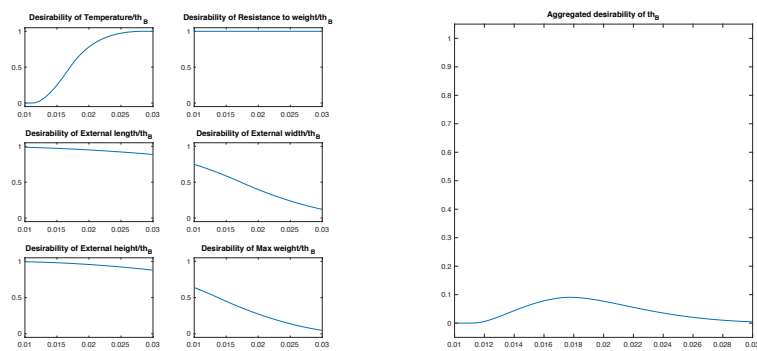 Desirability of Temperature/th_B
1
0.5
0
0.01 0.015 0.02 0.025 0.03
Desirability of Resistance to weight/th_B
1
0.5
0
0.01 0.015 0.02 0.025 0.03
Desirability of External length/th_B
1
0.5
0
0.01 0.015 0.02 0.025 0.03
Desirability of External width/th_B
1
0.5
0
0.01 0.015 0.02 0.025 0.03
Desirability of External height/th_B
1
0.5
0
0.01 0.015 0.02 0.025 0.03
Desirability of Max weight/th_B
1
0.5
0
0.01 0.015 0.02 0.025 0.03
Aggregated desirability of th_B
1
0.9
0.8
0.7
0.6
0.5
0.4
0.3
0.2
0.1
0
0.01 0.012 0.014 0.016 0.018 0.02 0.022 0.024 0.026 0.028 0.03